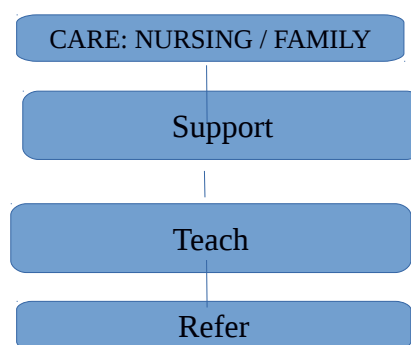 CARE: NURSING / FAMILY
Support
Teach
Refer